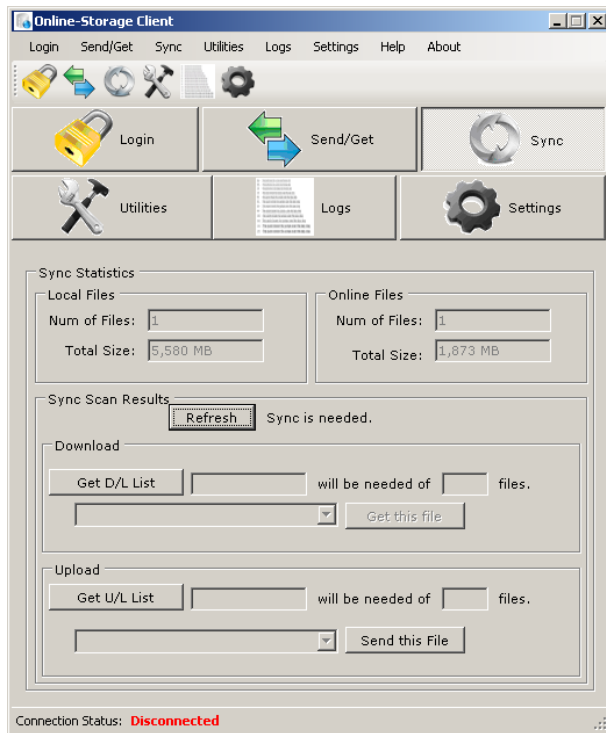 Online-Storage Client
Login Send/Get Sync Utilities Logs Settings Help About
Login Send/Get Sync
Utilities Logs Settings
Sync Statistics
Local Files Online Files
Num of Files: 1 Num of Files: 1
Total Size: 5,580 MB Total Size: 1,873 MB
Sync Scan Results
Refresh Sync is needed.
Download
Get D/L List will be needed of files.
Get this file
Upload
Get U/L List will be needed of files.
Send this File
Connection Status: Disconnected